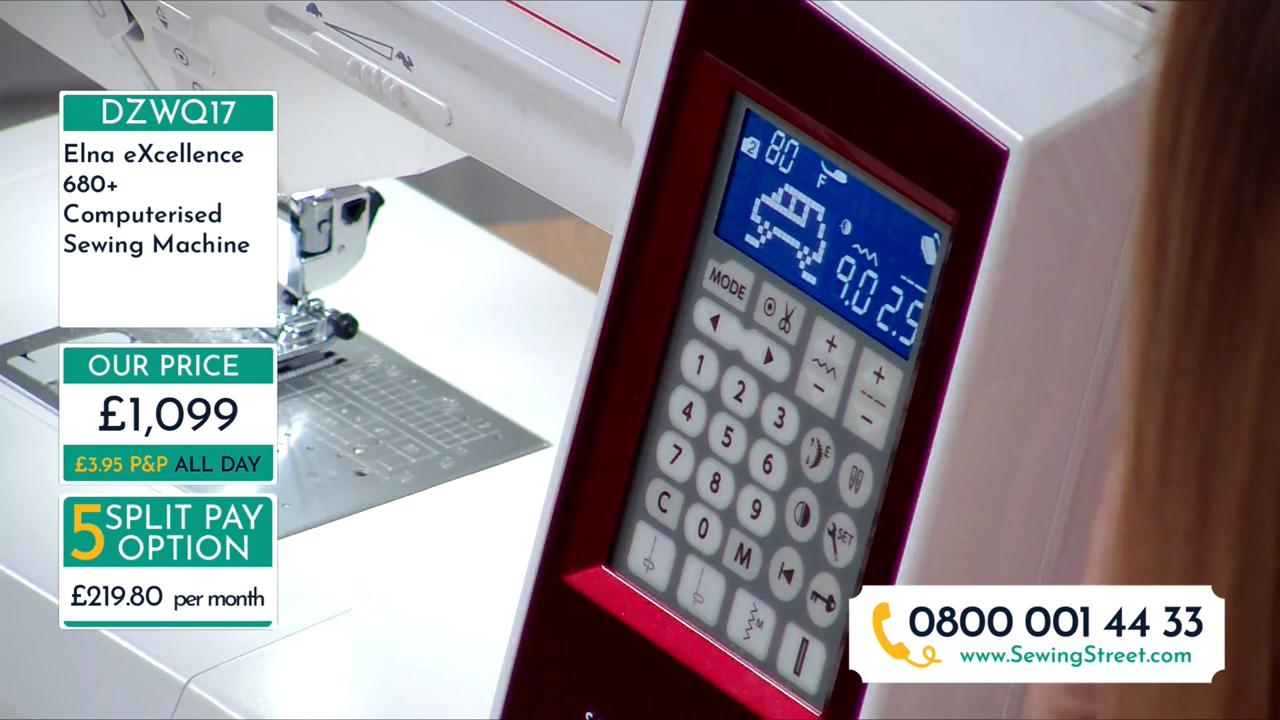 DZWQ17
Elna eXcellence
680+
Computerised
Sewing Machine
OUR PRICE
£1,099
£3.95 P&P ALL DAY
5 SPLIT PAY
OPTION
£219.80 per month
2 80
F
9.0 2.5
MODE
+ +
- -
1 2 3
4 5 6 E
7 8 9
C 0 M SET
M
0800 001 44 33
www.SewingStreet.com